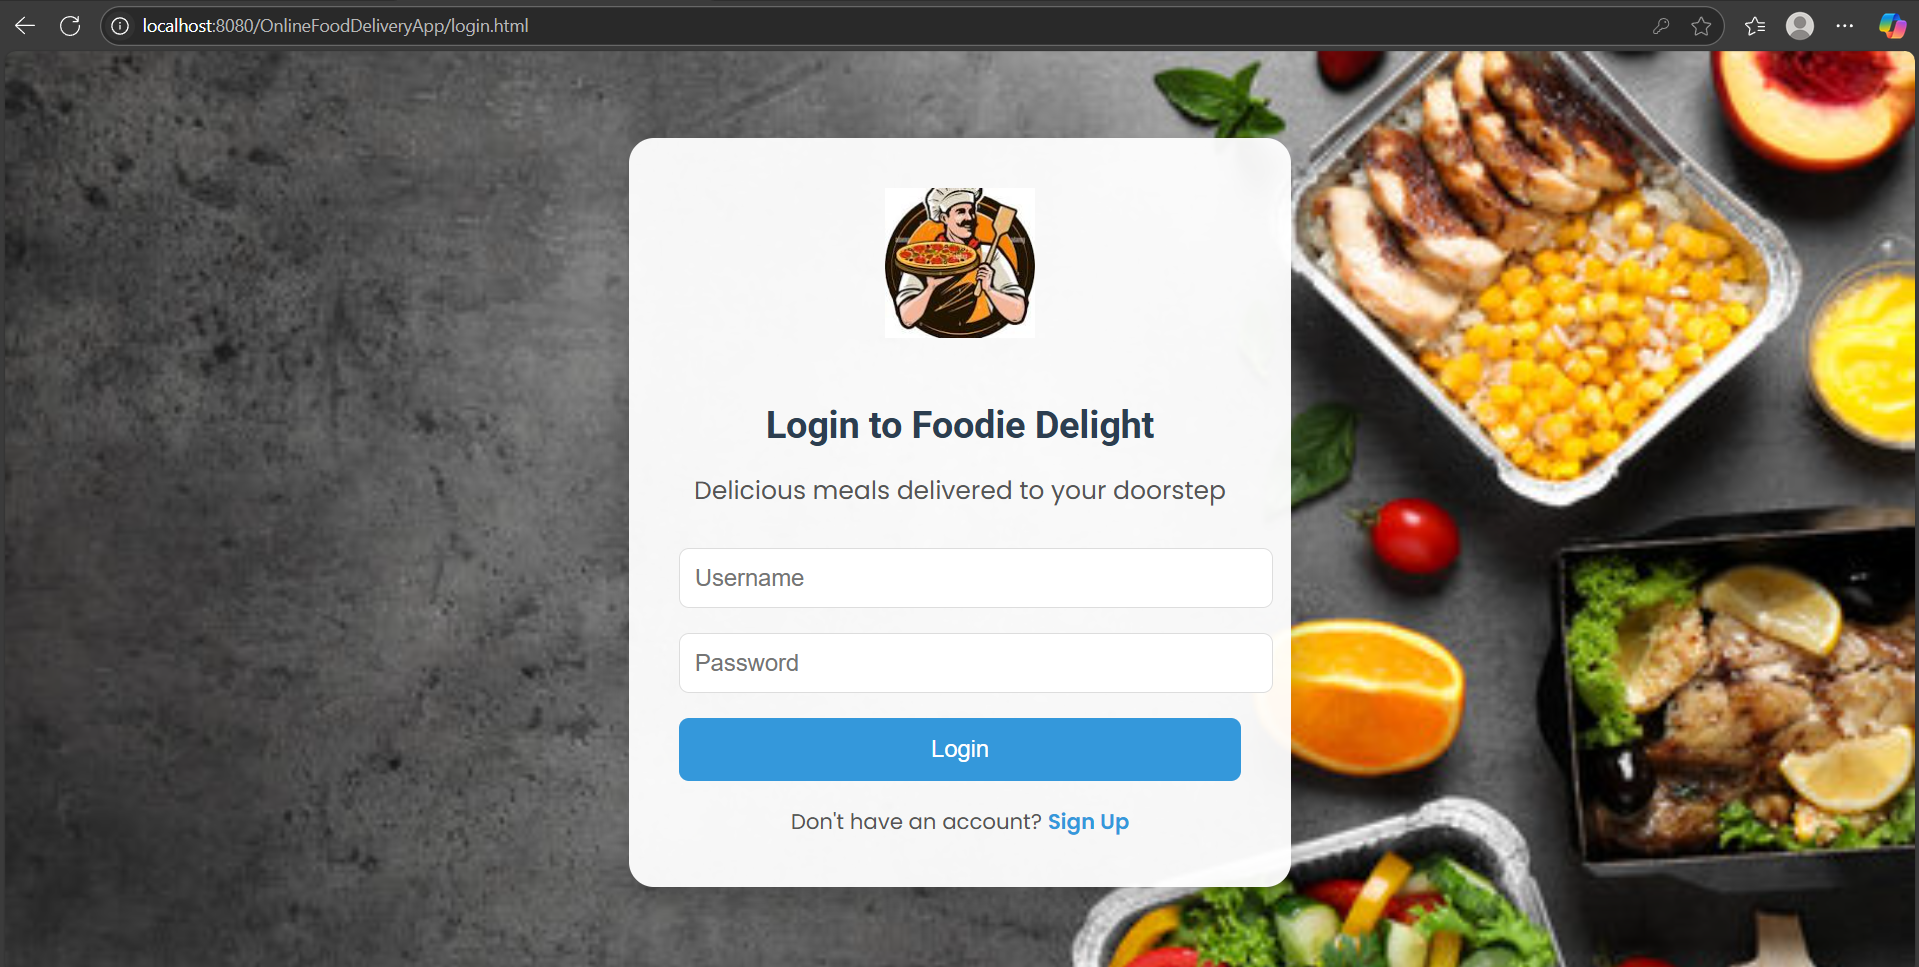 localhost:8080/OnlineFoodDeliveryApp/login.html
Login to Foodie Delight
Delicious meals delivered to your doorstep
Username
Password
Login
Don't have an account? Sign Up